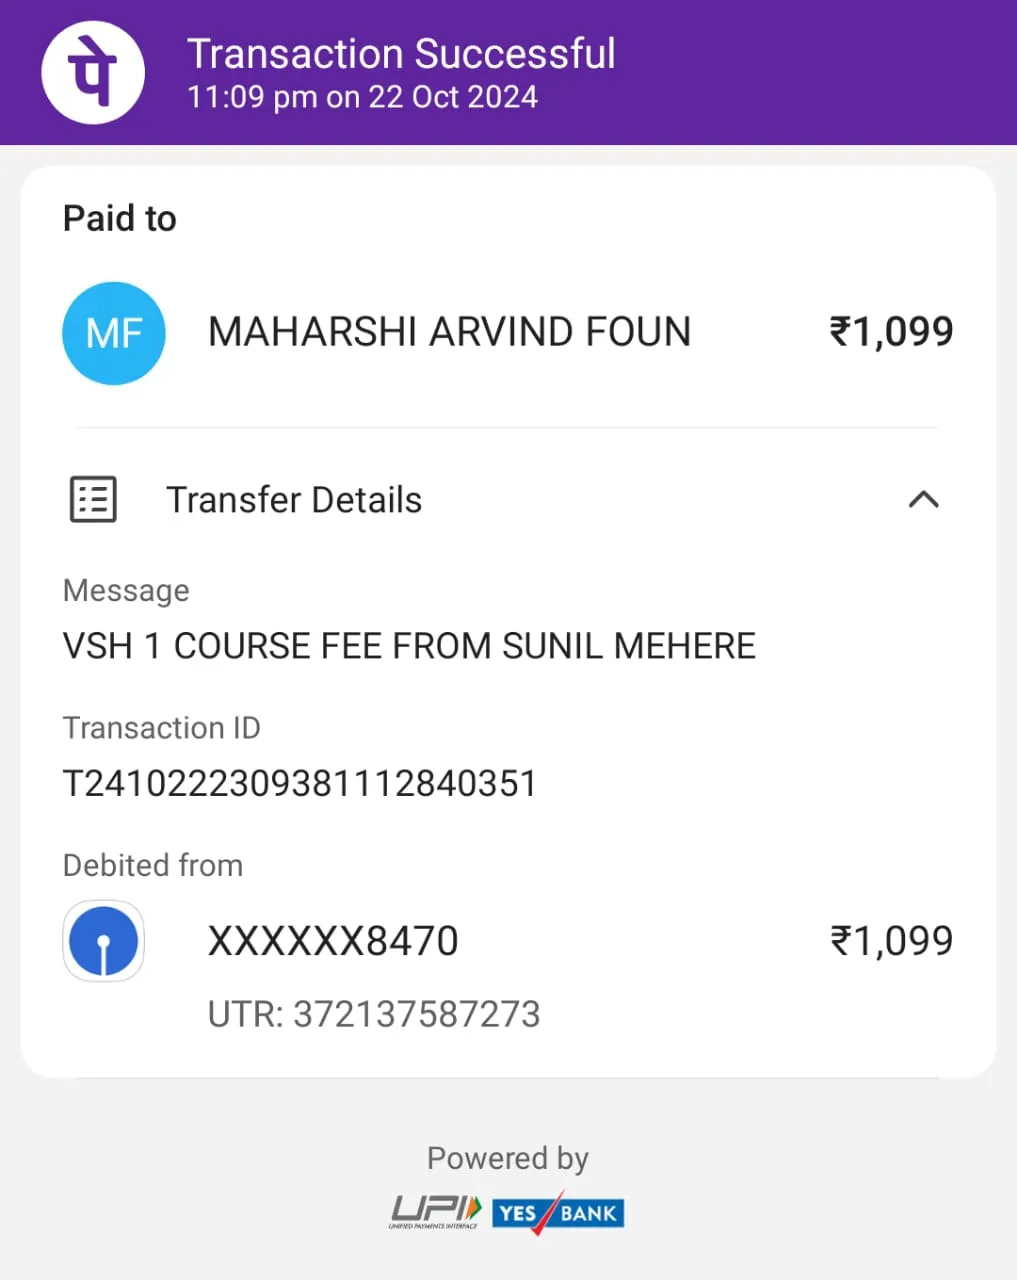 पे
Transaction Successful
11:09 pm on 22 Oct 2024
Paid to
MF
MAHARSHI ARVIND FOUN
₹1,099
Transfer Details
Message
VSH 1 COURSE FEE FROM SUNIL MEHERE
Transaction ID
T2410222309381112840351
Debited from
XXXXXX8470
₹1,099
UTR: 372137587273
Powered by
UPI
UNIFIED PAYMENTS INTERFACE
YES BANK